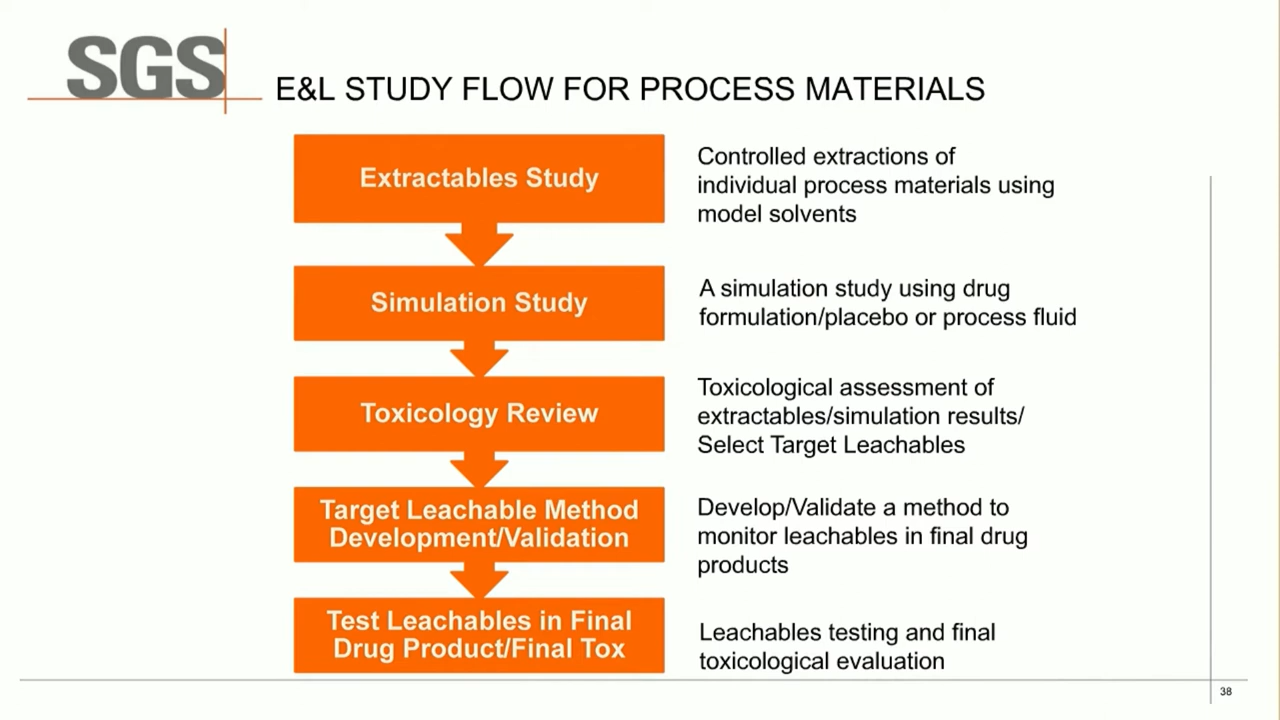 SGS
E&L STUDY FLOW FOR PROCESS MATERIALS
Extractables Study
Controlled extractions of
individual process materials using
model solvents
Simulation Study
A simulation study using drug
formulation/placebo or process fluid
Toxicology Review
Toxicological assessment of
extractables/simulation results/
Select Target Leachables
Target Leachable Method
Development/Validation
Develop/Validate a method to
monitor leachables in final drug
products
Test Leachables in Final
Drug Product/Final Tox
Leachables testing and final
toxicological evaluation
38